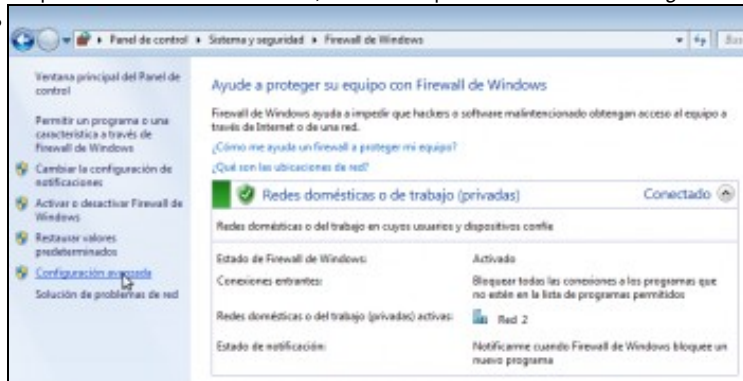 Panel de control ▸ Sistema y seguridad ▸ Firewall de Windows
Ventana principal del Panel de
control
Permitir un programa o una
característica a través de
Firewall de Windows
Cambiar la configuración de
notificaciones
Activar o desactivar Firewall de
Windows
Restaurar valores
predeterminados
Configuración avanzada
Solución de problemas de red
Ayude a proteger su equipo con Firewall de Windows
Firewall de Windows ayuda a impedir que hackers o software malintencionado obtengan acceso al equipo a
través de Internet o de una red.
¿Cómo me ayuda un firewall a proteger mi equipo?
¿Qué son las ubicaciones de red?
Redes domésticas o de trabajo (privadas) Conectado
Redes domésticas o del trabajo en cuyos usuarios y dispositivos confía
Estado de Firewall de Windows: Activado
Conexiones entrantes: Bloquear todas las conexiones a los programas que
no estén en la lista de programas permitidos
Redes domésticas o del trabajo (privadas) activas: Red 2
Estado de notificación: Notificarme cuando Firewall de Windows bloquee un
nuevo programa